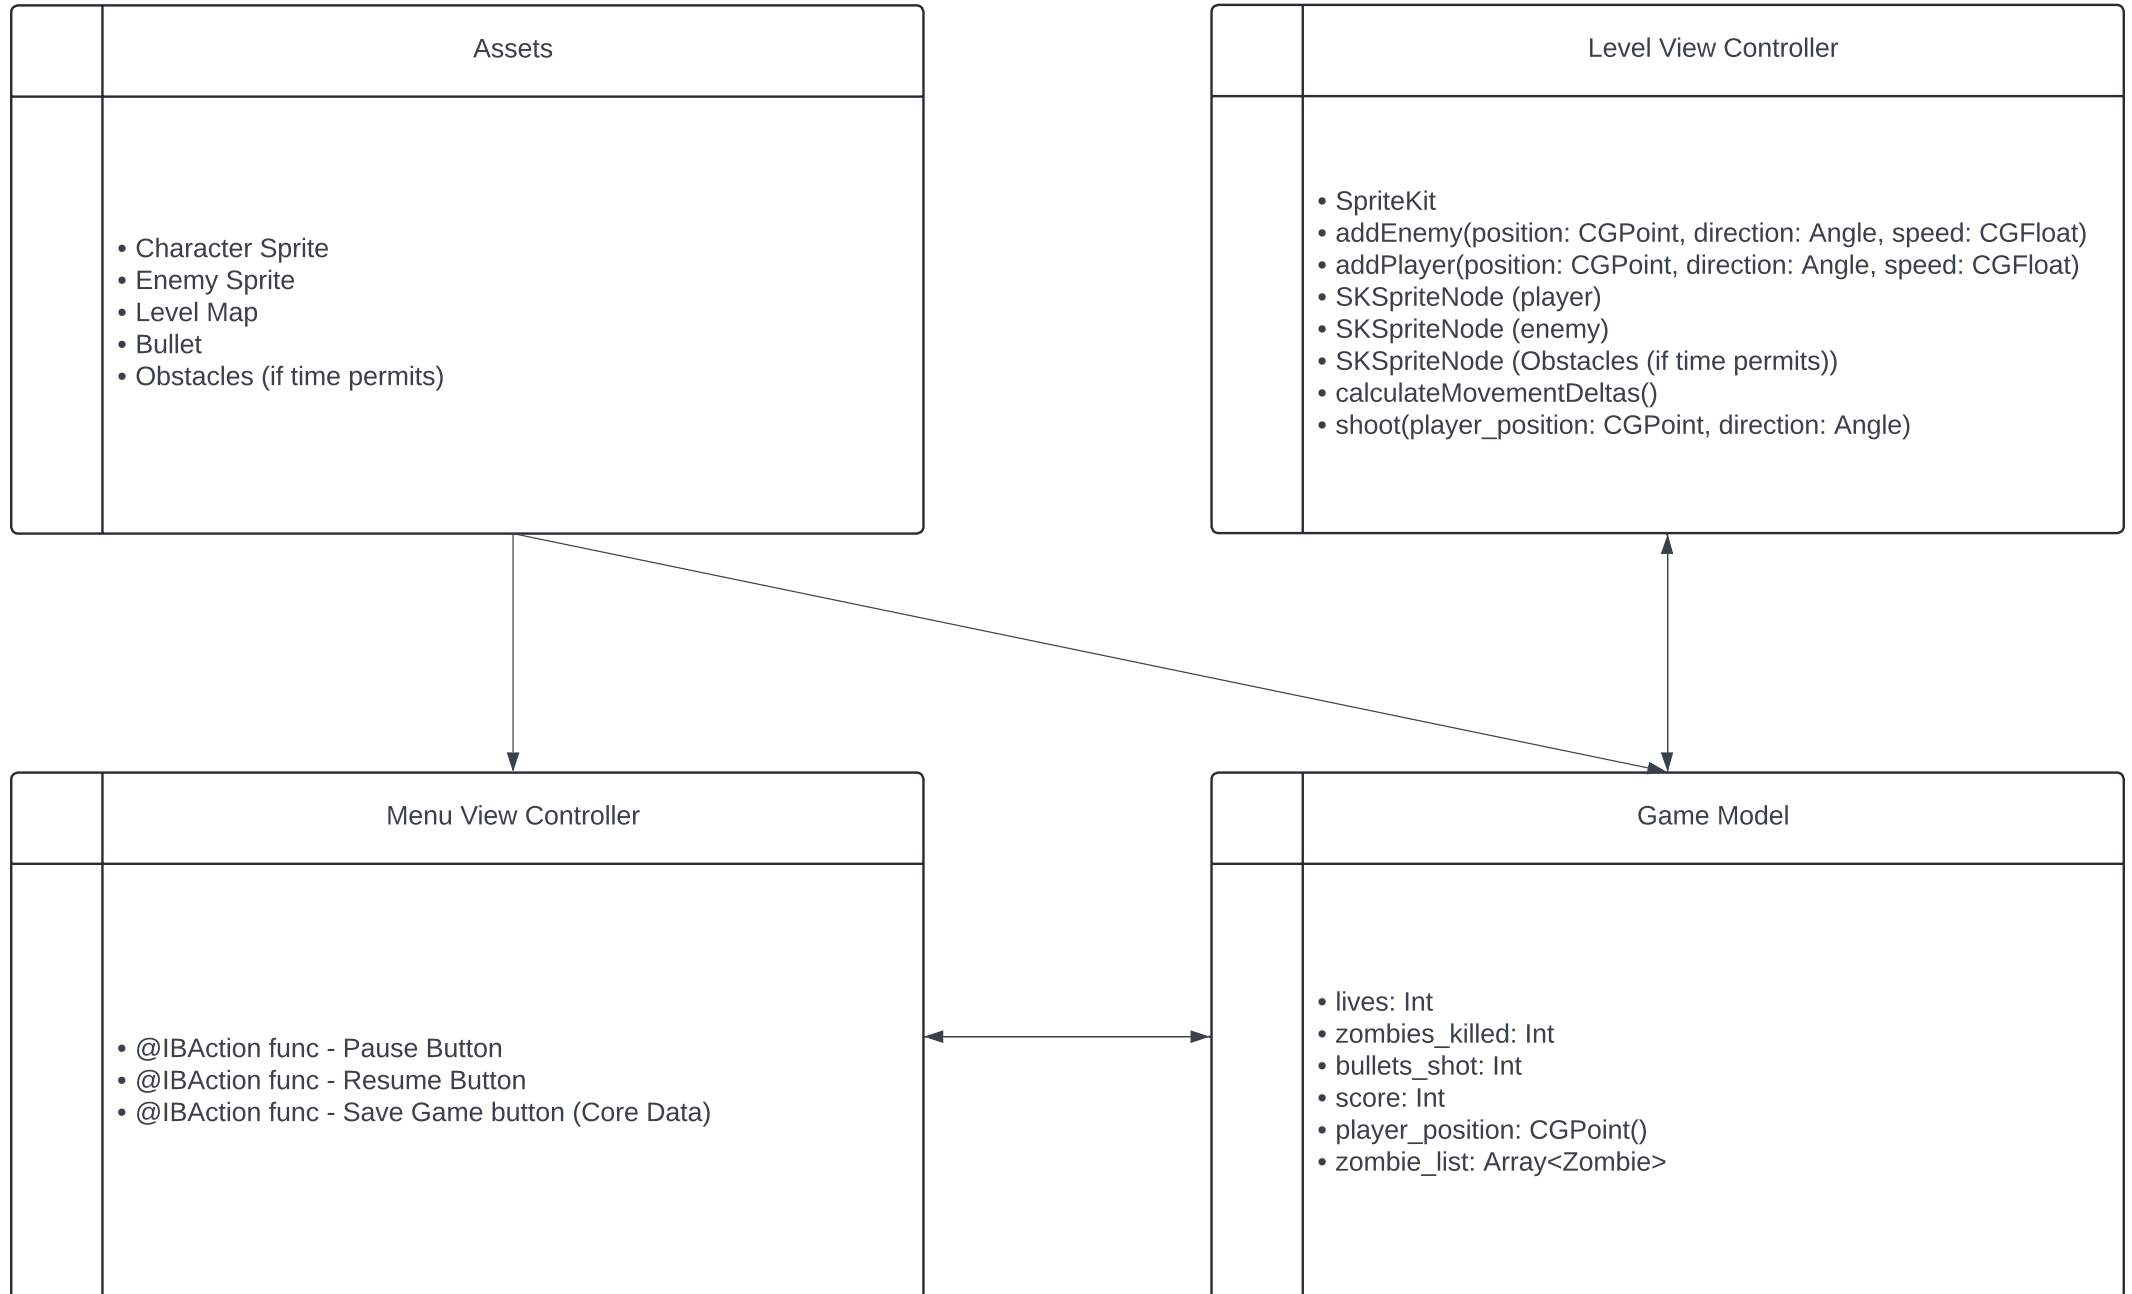 Assets
• Character Sprite
• Enemy Sprite
• Level Map
• Bullet
• Obstacles (if time permits)
Level View Controller
• SpriteKit
• addEnemy(position: CGPoint, direction: Angle, speed: CGFloat)
• addPlayer(position: CGPoint, direction: Angle, speed: CGFloat)
• SKSpriteNode (player)
• SKSpriteNode (enemy)
• SKSpriteNode (Obstacles (if time permits))
• calculateMovementDeltas()
• shoot(player_position: CGPoint, direction: Angle)
Menu View Controller
• @IBAction func - Pause Button
• @IBAction func - Resume Button
• @IBAction func - Save Game button (Core Data)
Game Model
• lives: Int
• zombies_killed: Int
• bullets_shot: Int
• score: Int
• player_position: CGPoint()
• zombie_list: Array<Zombie>